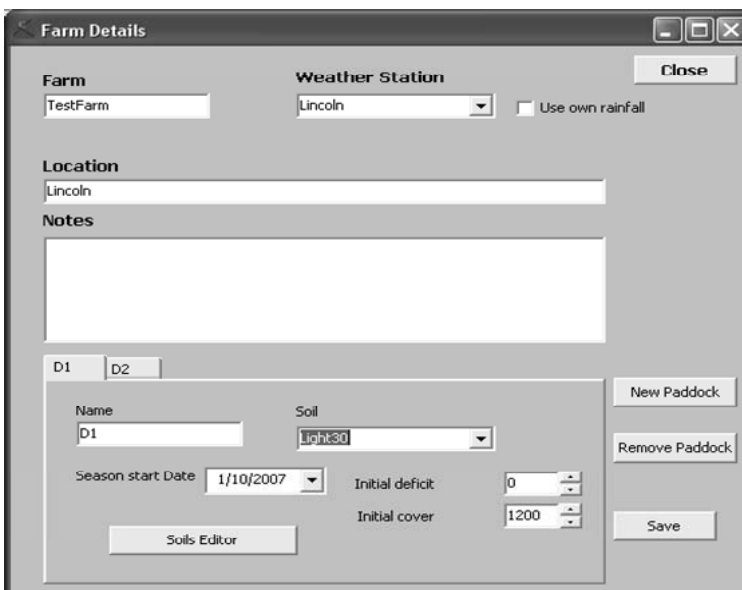 Farm Details
Close
Farm
Weather Station
TestFarm
Lincoln
Use own rainfall
Location
Lincoln
Notes
D1
D2
New Paddock
Name
Soil
D1
Light30
Remove Paddock
Season start Date
1/10/2007
Initial deficit
0
Initial cover
1200
Soils Editor
Save